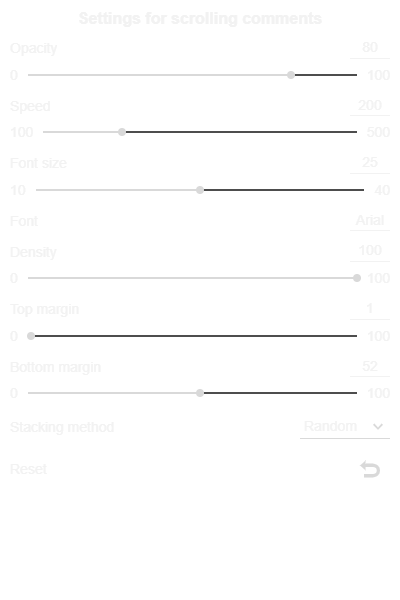 Settings for scrolling comments
Opacity 80
0 100
Speed 200
100 500
Font size 25
10 40
Font Arial
Density 100
0 100
Top margin 1
0 100
Bottom margin 52
0 100
Stacking method Random
Reset